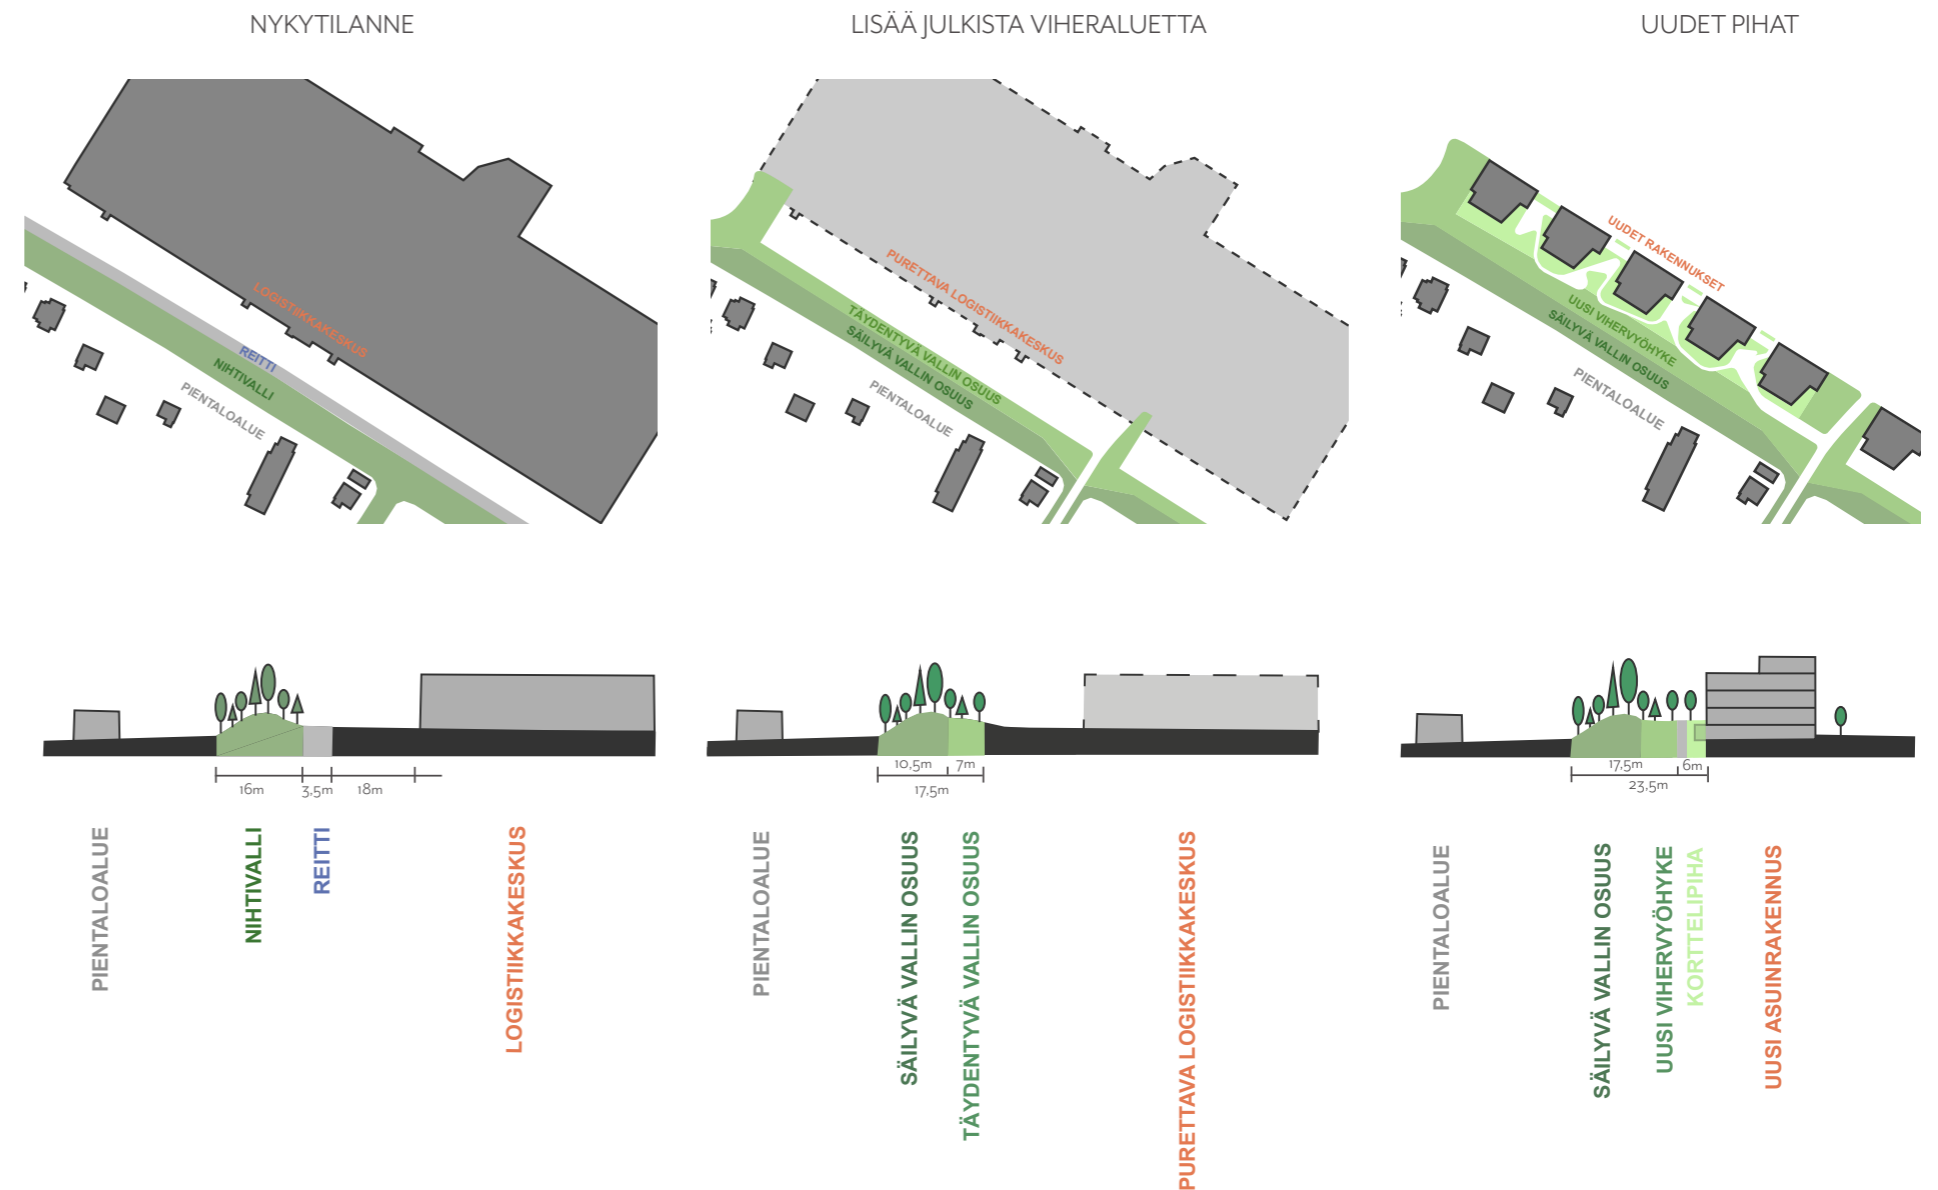 NYKYTILANNE
LISÄÄ JULKISTA VIHERALUETTA
UUDET PIHAT
LOGISTIIKKAKESKUS
REITTI
NIHTIVALLI
PIENTALOALUE
PURETTAVA LOGISTIIKKAKESKUS
TÄYDENTYVÄ VALLIN OSUUS
SÄILYVÄ VALLIN OSUUS
PIENTALOALUE
UUDET RAKENNUKSET
UUSI VIHERVYÖHYKE
SÄILYVÄ VALLIN OSUUS
PIENTALOALUE
16m
3,5m
18m
10,5m
7m
17,5m
17,5m
6m
23,5m
PIENTALOALUE
NIHTIVALLI
REITTI
LOGISTIIKKAKESKUS
PIENTALOALUE
SÄILYVÄ VALLIN OSUUS
TÄYDENTYVÄ VALLIN OSUUS
PURETTAVA LOGISTIIKKAKESKUS
PIENTALOALUE
SÄILYVÄ VALLIN OSUUS
UUSI VIHERVYÖHYKE
KORTTELIPIHA
UUSI ASUINRAKENNUS